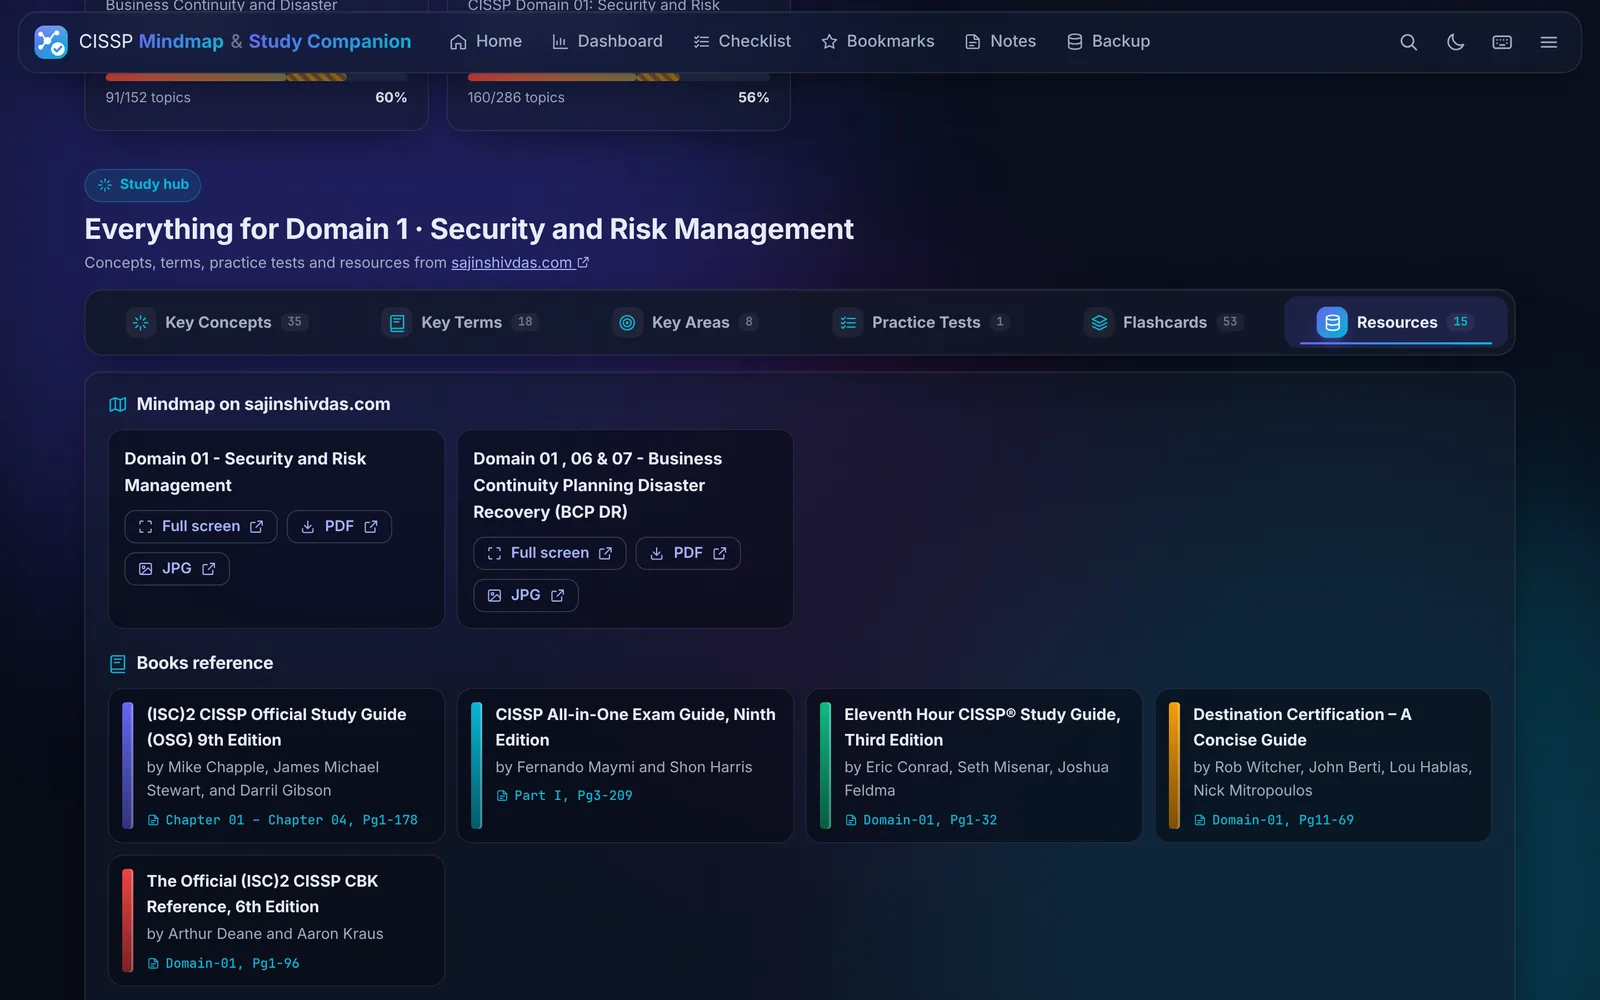 Business Continuity and Disaster
CISSP Domain 01: Security and Risk
CISSP Mindmap & Study Companion
Home
Dashboard
Checklist
Bookmarks
Notes
Backup
91/152 topics
60%
160/286 topics
56%
Study hub
Everything for Domain 1 · Security and Risk Management
Concepts, terms, practice tests and resources from sajinshivdas.com
Key Concepts 35
Key Terms 18
Key Areas 8
Practice Tests 1
Flashcards 53
Resources 15
Mindmap on sajinshivdas.com
Domain 01 - Security and Risk
Management
Full screen
PDF
JPG
Domain 01 , 06 & 07 - Business
Continuity Planning Disaster
Recovery (BCP DR)
Full screen
PDF
JPG
Books reference
(ISC)2 CISSP Official Study Guide
(OSG) 9th Edition
by Mike Chapple, James Michael
Stewart, and Darril Gibson
Chapter 01 – Chapter 04, Pg1-178
CISSP All-in-One Exam Guide, Ninth
Edition
by Fernando Maymi and Shon Harris
Part I, Pg3-209
Eleventh Hour CISSP® Study Guide,
Third Edition
by Eric Conrad, Seth Misenar, Joshua
Feldma
Domain-01, Pg1-32
Destination Certification – A
Concise Guide
by Rob Witcher, John Berti, Lou Hablas,
Nick Mitropoulos
Domain-01, Pg11-69
The Official (ISC)2 CISSP CBK
Reference, 6th Edition
by Arthur Deane and Aaron Kraus
Domain-01, Pg1-96